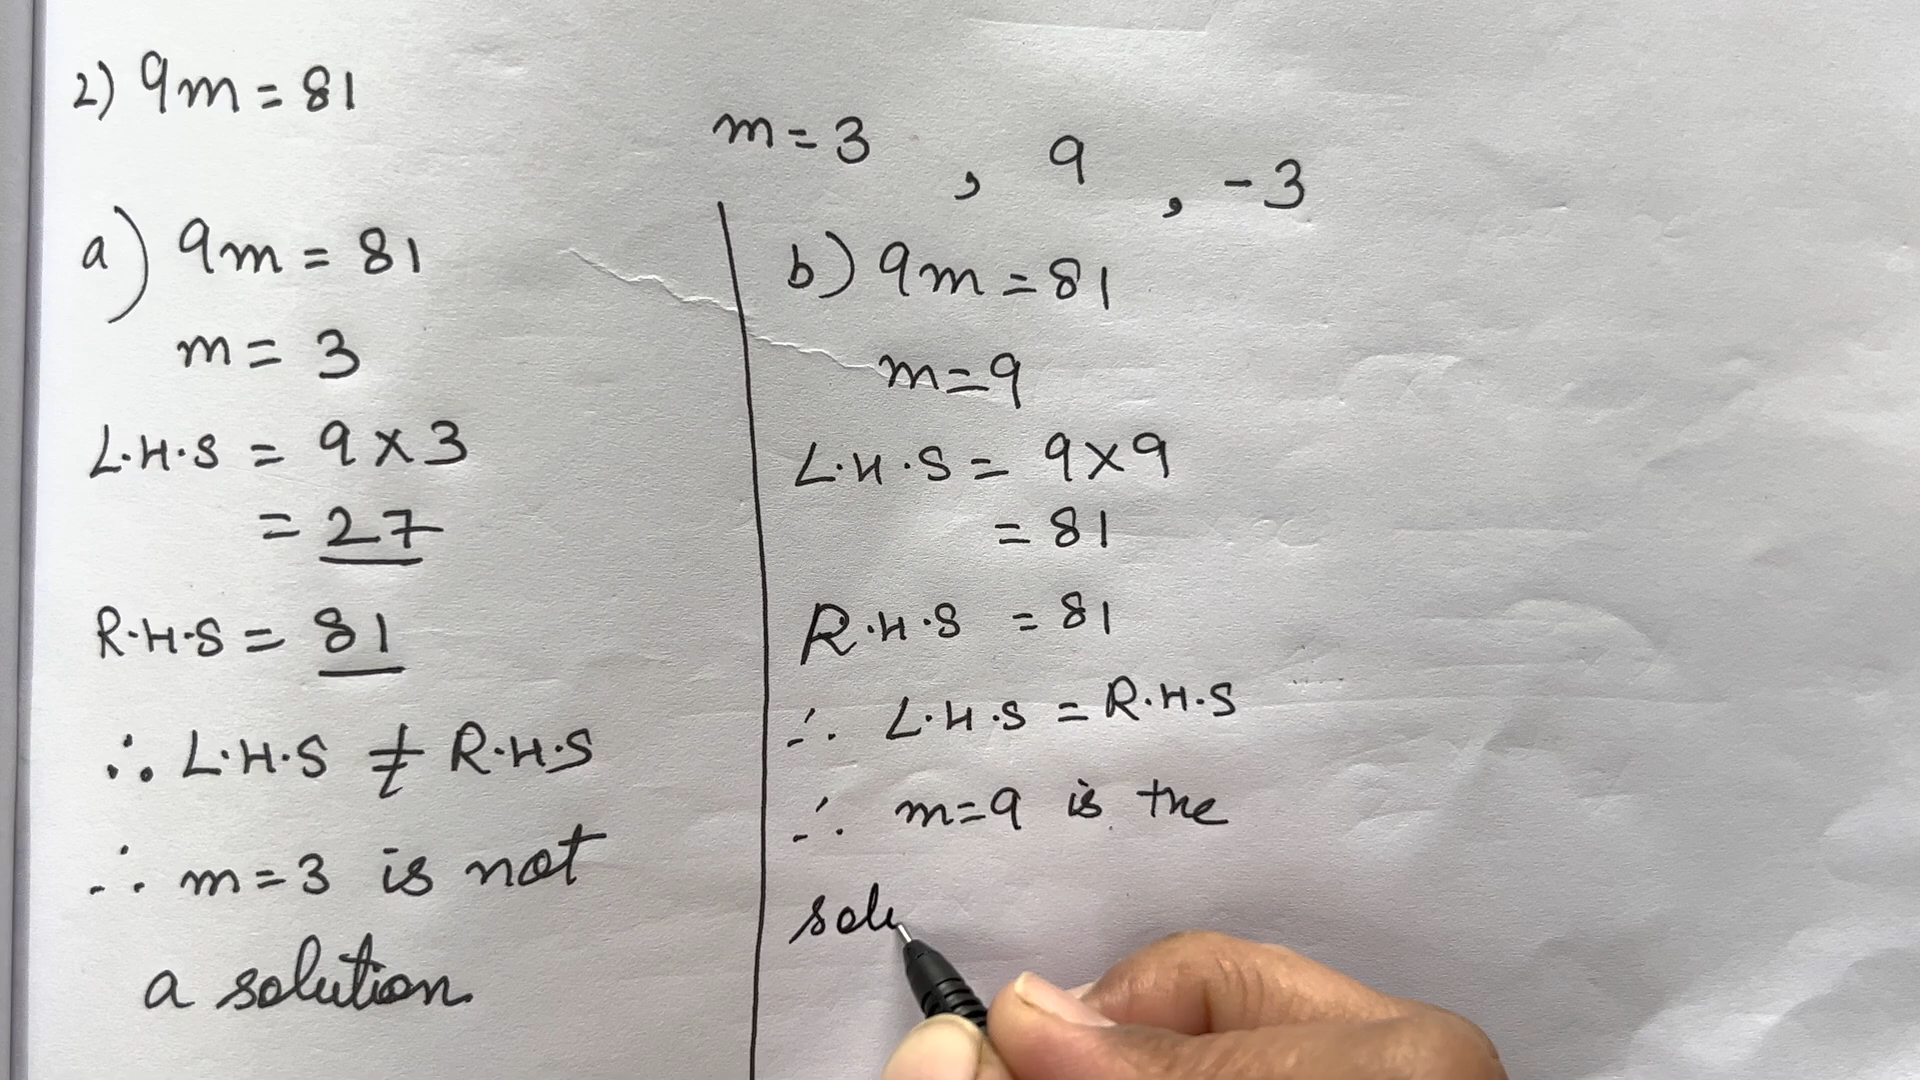 2) 9m = 81
m = 3 , 9 , -3
a) 9m = 81
m = 3
L.H.S = 9 × 3
= 27
R.H.S = 81
∴ L.H.S ≠ R.H.S
∴ m = 3 is not
a solution.
b) 9m = 81
m = 9
L.H.S = 9 × 9
= 81
R.H.S = 81
∴ L.H.S = R.H.S
∴ m = 9 is the